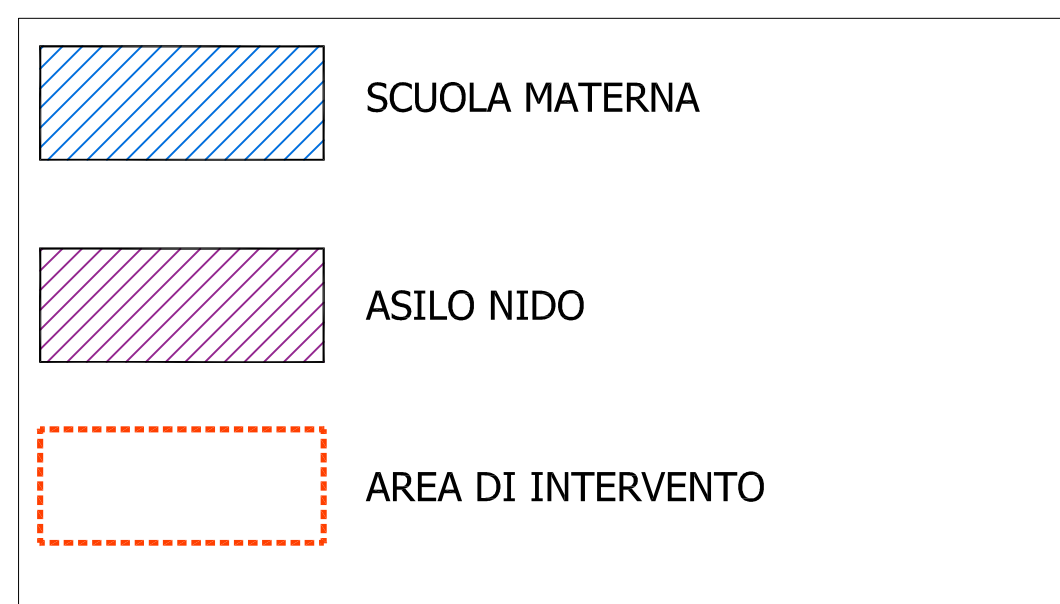 SCUOLA MATERNA
ASILO NIDO
AREA DI INTERVENTO